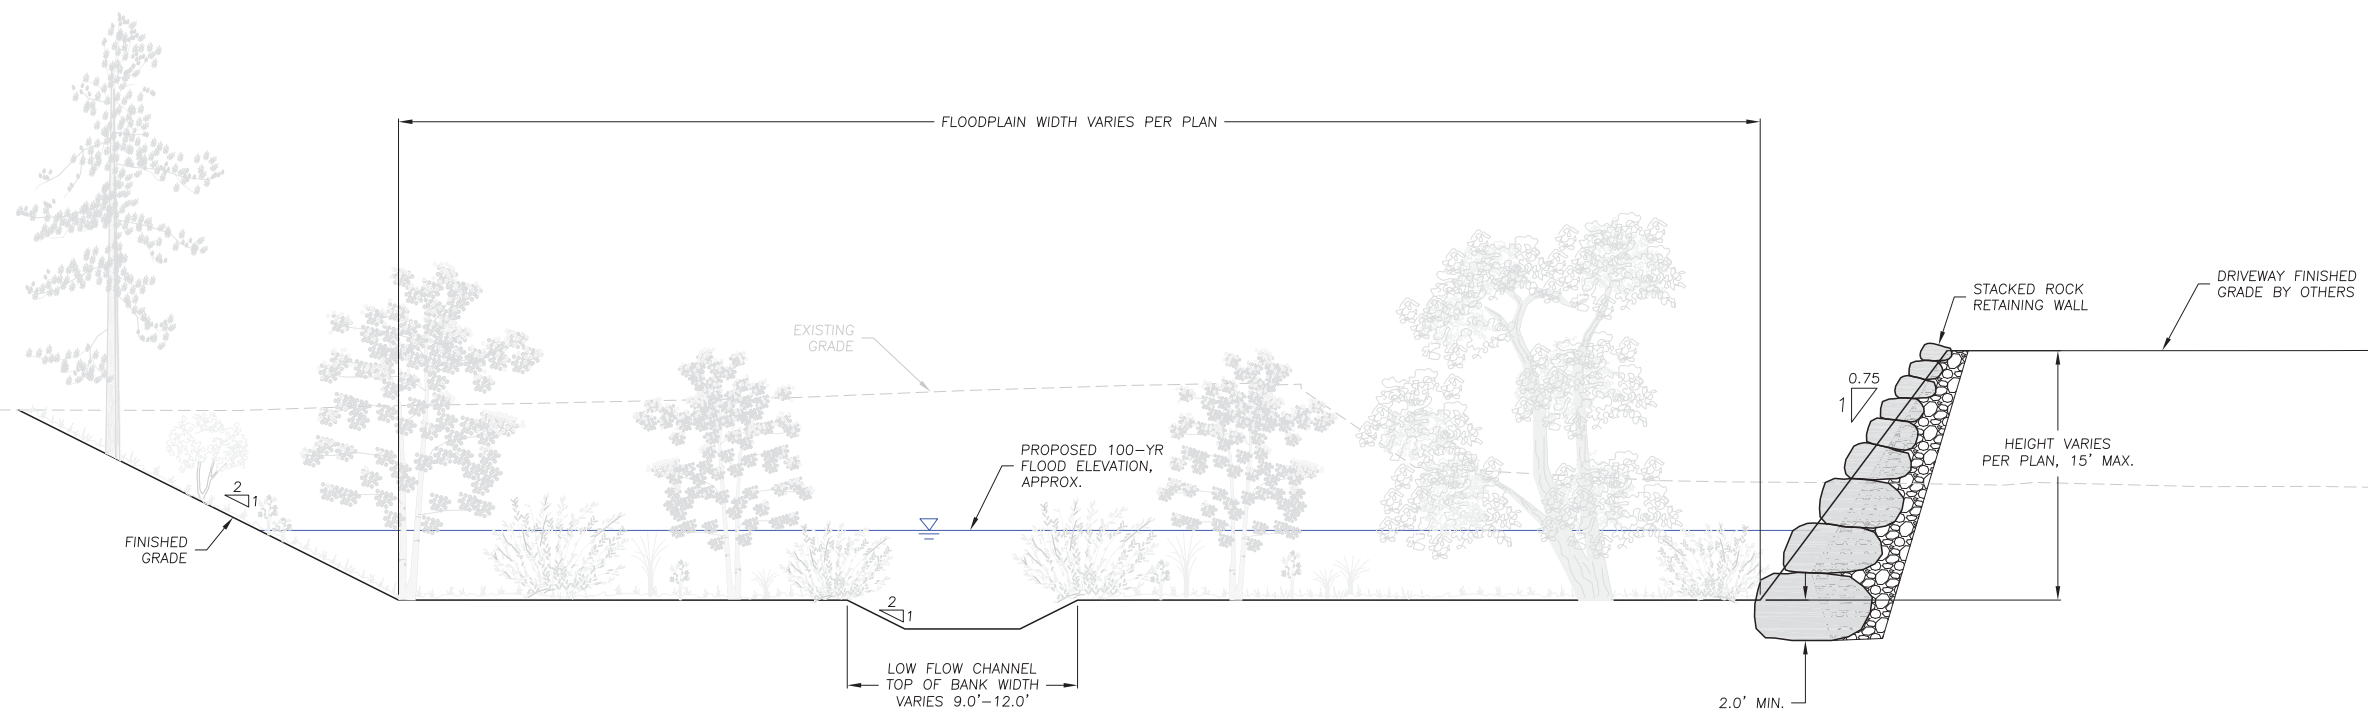 FLOODPLAIN WIDTH VARIES PER PLAN
DRIVEWAY FINISHED
GRADE BY OTHERS
STACKED ROCK
RETAINING WALL
EXISTING
GRADE
0.75
1
HEIGHT VARIES
PER PLAN, 15' MAX.
PROPOSED 100-YR
FLOOD ELEVATION,
APPROX.
2
1
FINISHED
GRADE
2
1
LOW FLOW CHANNEL
TOP OF BANK WIDTH
VARIES 9.0'-12.0'
2.0' MIN.